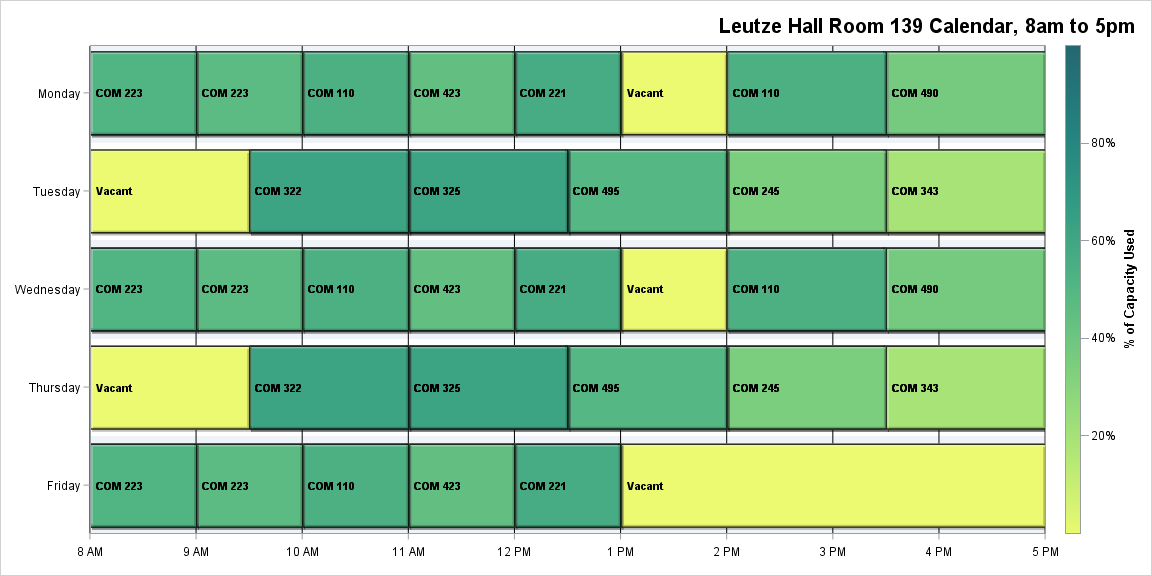 Leutze Hall Room 139 Calendar, 8am to 5pm
Monday COM 223 COM 223 COM 110 COM 423 COM 221 Vacant COM 110 COM 490
80%
Tuesday Vacant COM 322 COM 325 COM 495 COM 245 COM 343
60%
Wednesday COM 223 COM 223 COM 110 COM 423 COM 221 Vacant COM 110 COM 490
% of Capacity Used
40%
Thursday Vacant COM 322 COM 325 COM 495 COM 245 COM 343
20%
Friday COM 223 COM 223 COM 110 COM 423 COM 221 Vacant
8 AM 9 AM 10 AM 11 AM 12 PM 1 PM 2 PM 3 PM 4 PM 5 PM